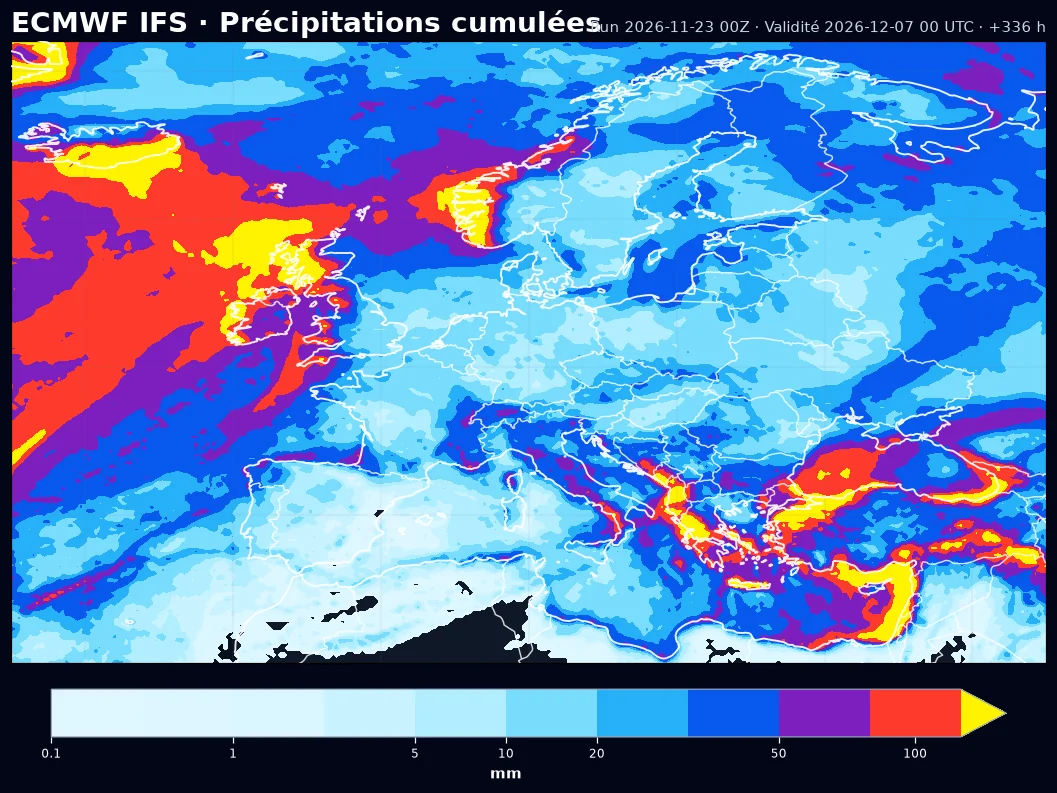 ECMWF IFS · Précipitations cumulées
Run 2026-11-23 00Z · Validité 2026-12-07 00 UTC · +336 h
0.1 1 5 10 20 50 100
mm